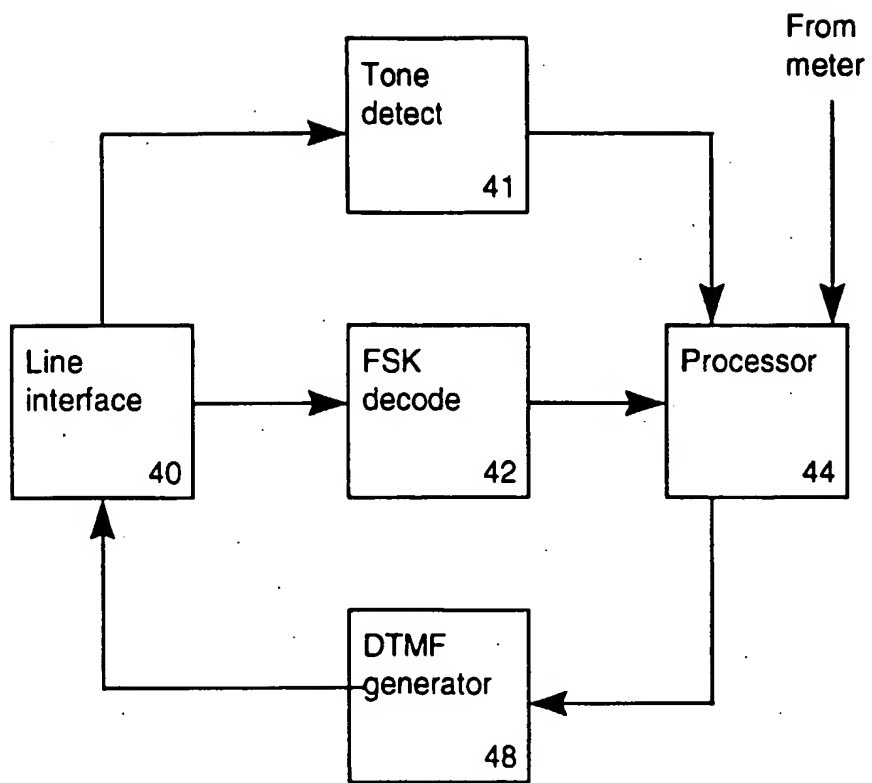 From
meter
Tone
detect
41
Line
interface
40
FSK
decode
42
Processor
44
DTMF
generator
48